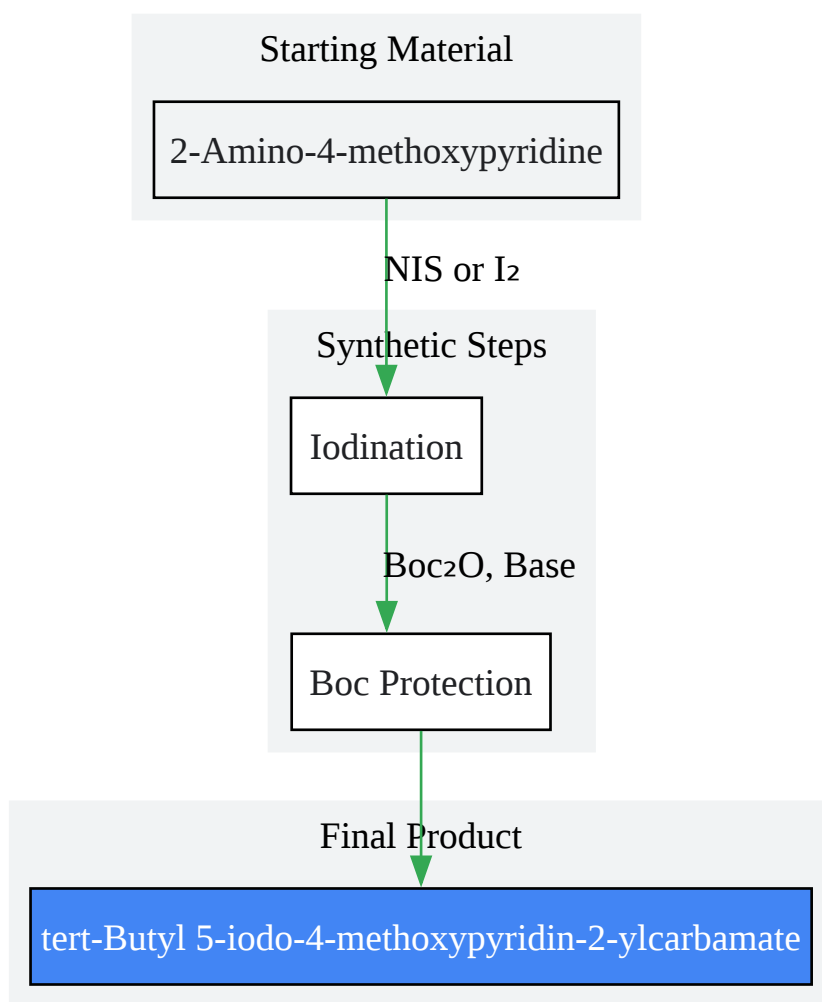 Starting Material
2-Amino-4-methoxypyridine
NIS or I₂
Synthetic Steps
Iodination
Boc₂O, Base
Boc Protection
Final Product
tert-Butyl 5-iodo-4-methoxypyridin-2-ylcarbamate